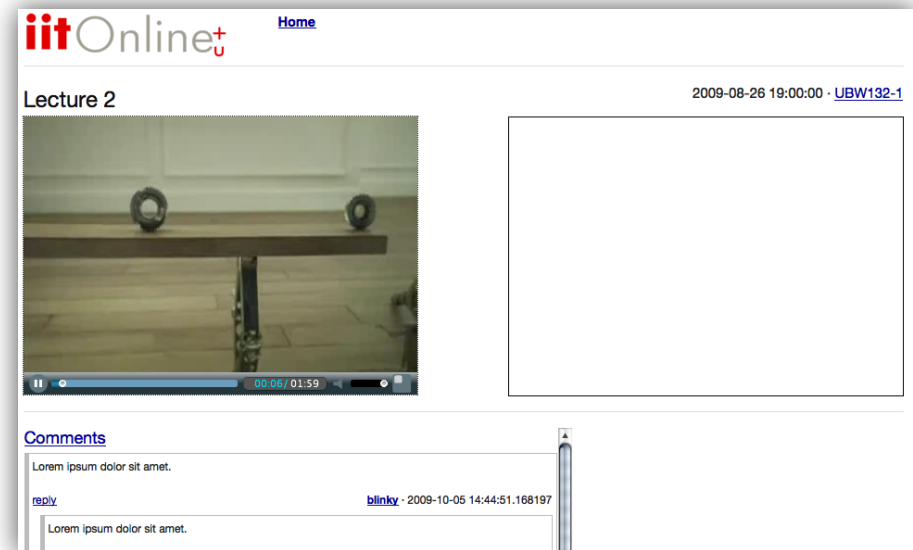 iitOnline+u
Home
Lecture 2
2009-08-26 19:00:00 · UBW132-1
00:06/ 01:59
Comments
Lorem ipsum dolor sit amet.
reply
blinky · 2009-10-05 14:44:51.168197
Lorem ipsum dolor sit amet.